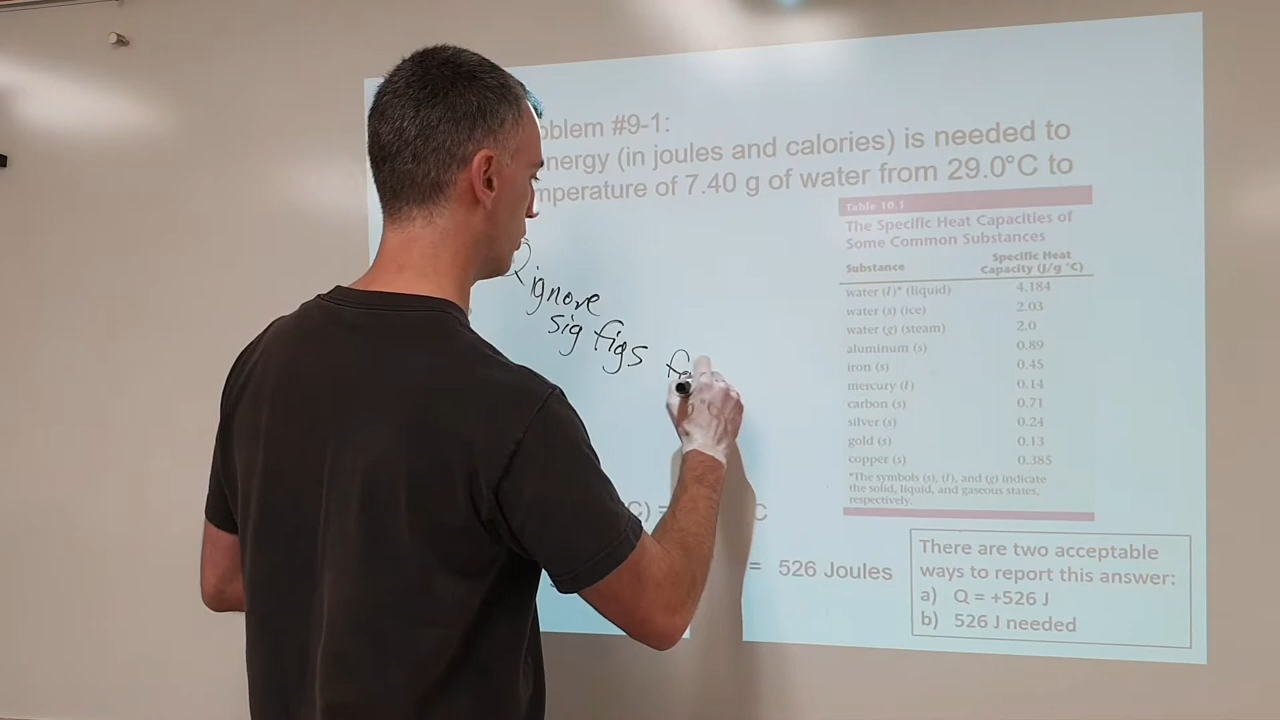 oblem #9-1:
nergy (in joules and calories) is needed to
mperature of 7.40 g of water from 29.0°C to
Q
ignore
sig figs
Table 10.1
The Specific Heat Capacities of
Some Common Substances
Substance Specific Heat Capacity (J/g °C)
water (l)* (liquid) 4.184
water (s) (ice) 2.03
water (g) (steam) 2.0
aluminum (s) 0.89
iron (s) 0.45
mercury (l) 0.14
carbon (s) 0.71
silver (s) 0.24
gold (s) 0.13
copper (s) 0.385
*The symbols (s), (l), and (g) indicate
the solid, liquid, and gaseous states,
respectively.
C) = C
= 526 Joules
There are two acceptable
ways to report this answer:
a) Q = +526 J
b) 526 J needed